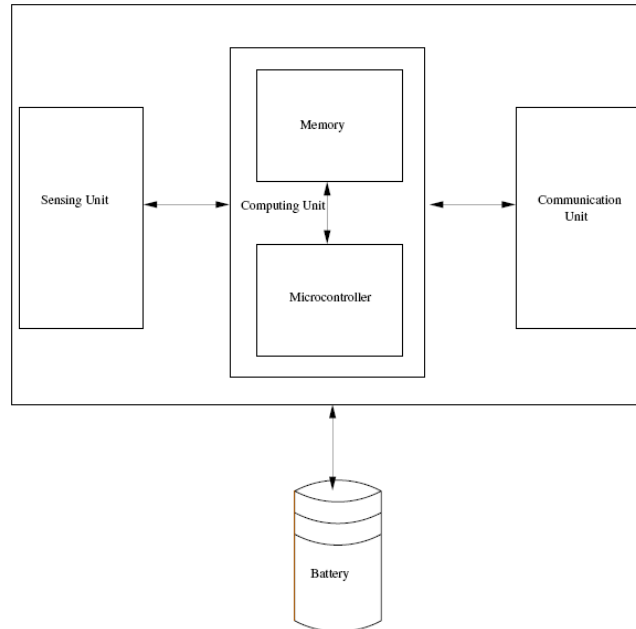 Memory
Sensing Unit
Computing Unit
Communication
Unit
Microcontroller
Battery